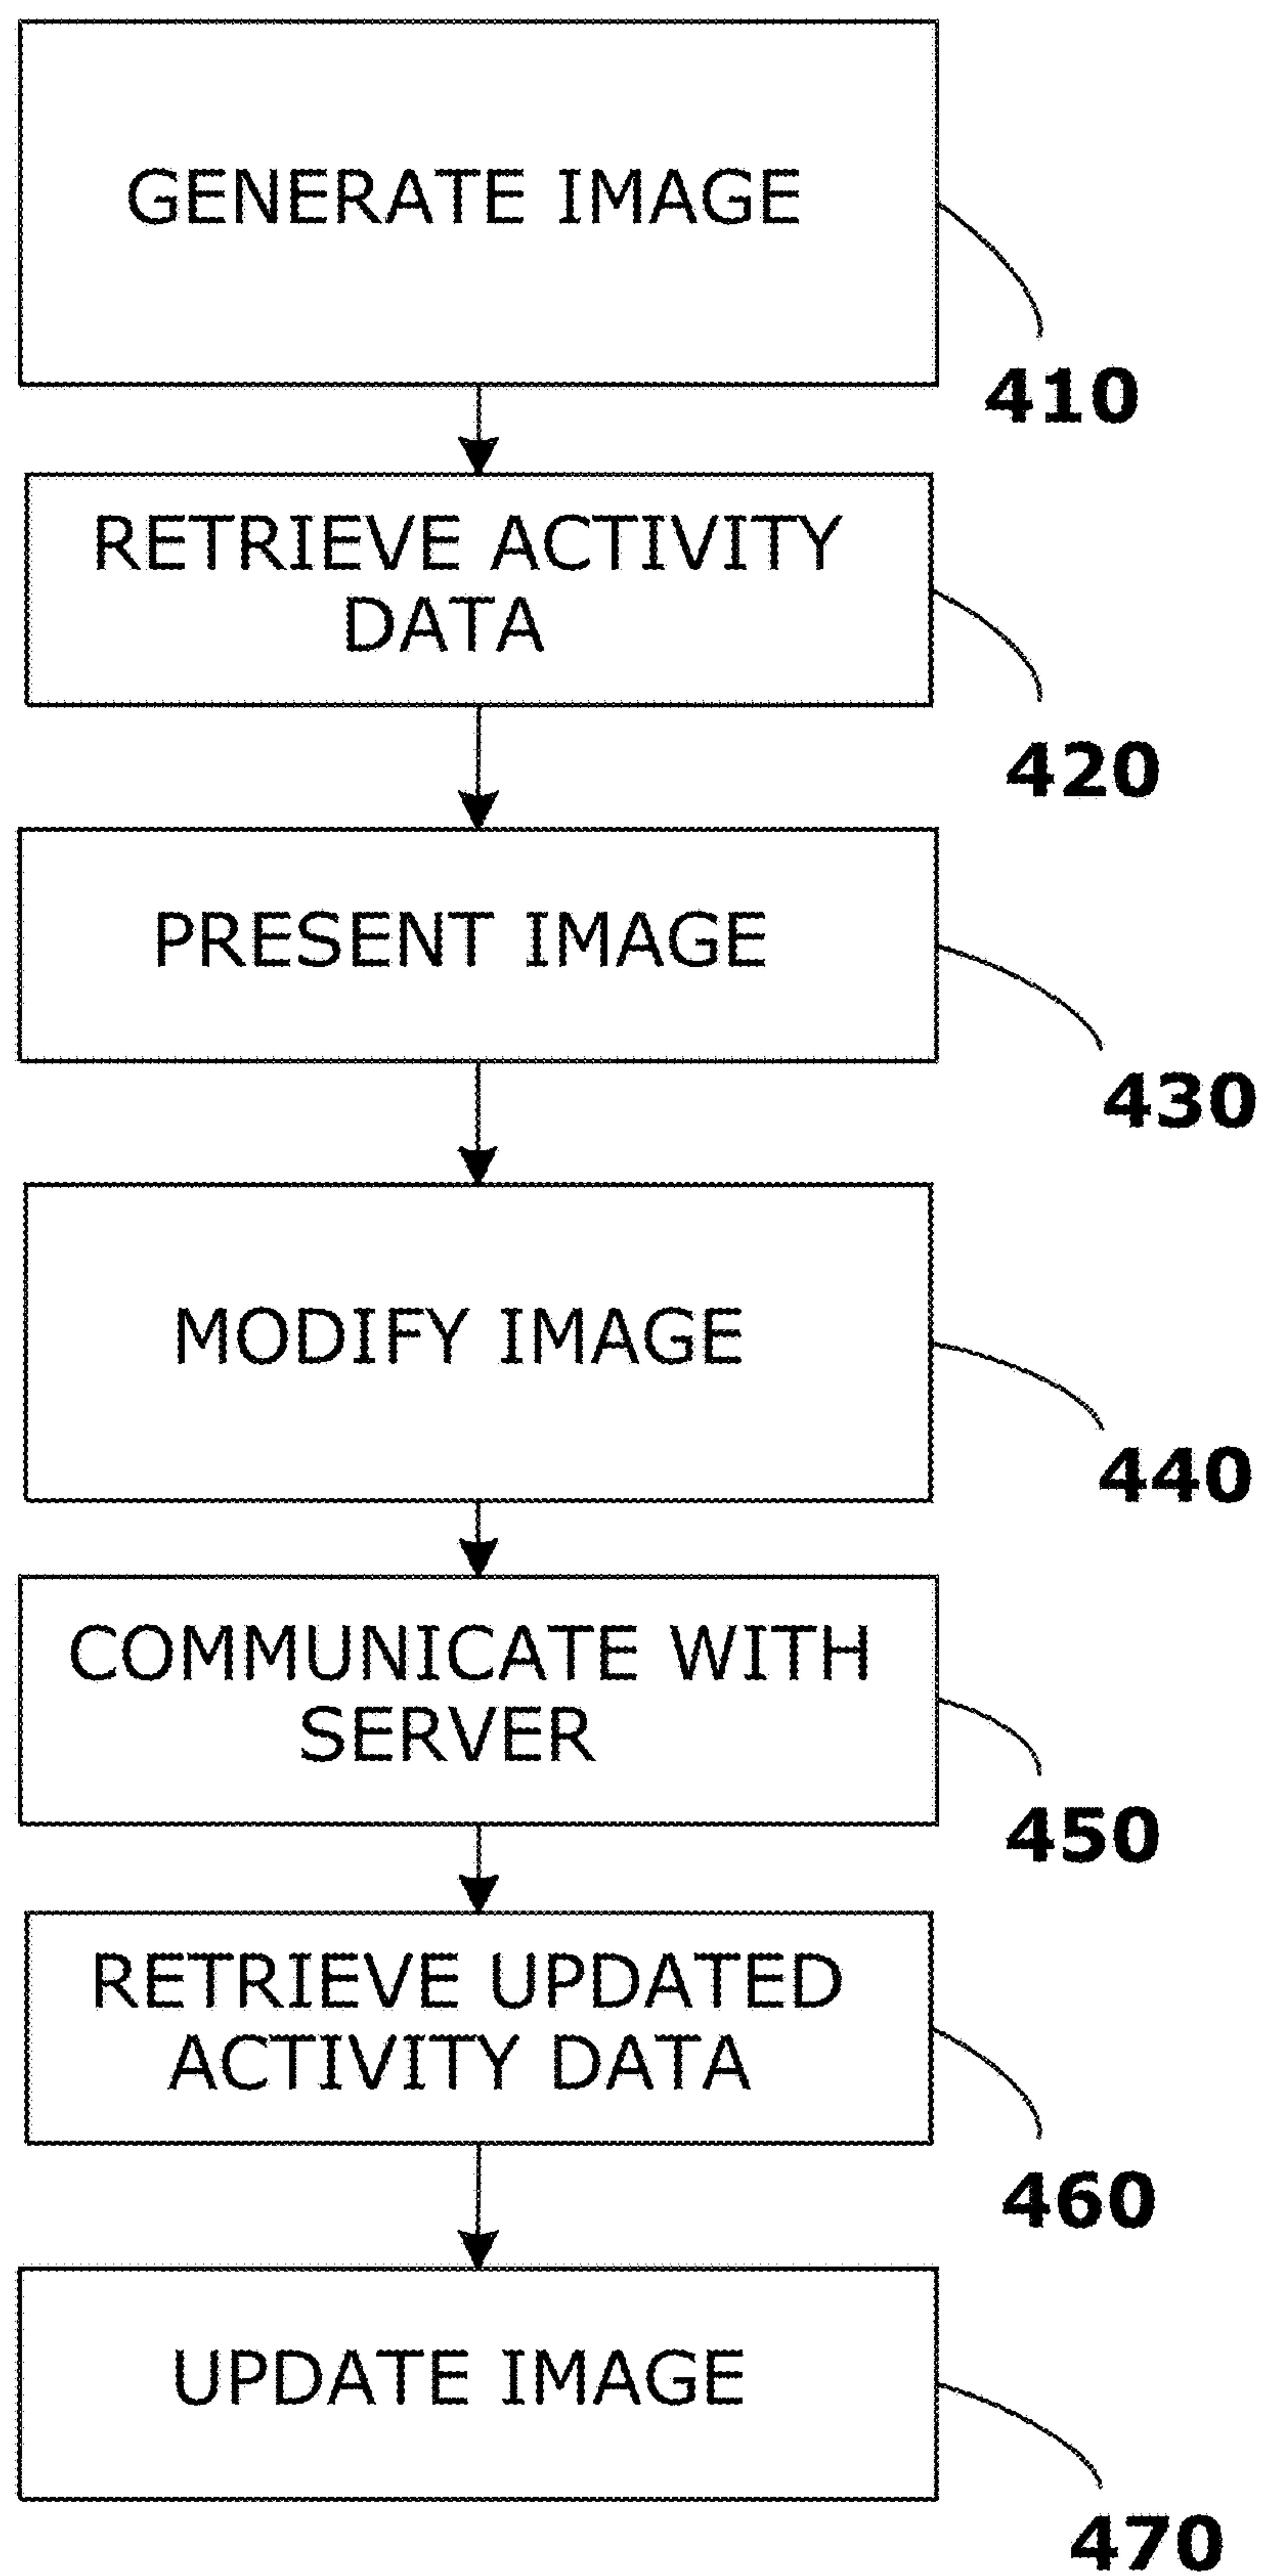 GENERATE IMAGE
410
RETRIEVE ACTIVITY
DATA
420
PRESENT IMAGE
430
MODIFY IMAGE
440
COMMUNICATE WITH
SERVER
450
RETRIEVE UPDATED
ACTIVITY DATA
460
UPDATE IMAGE
470